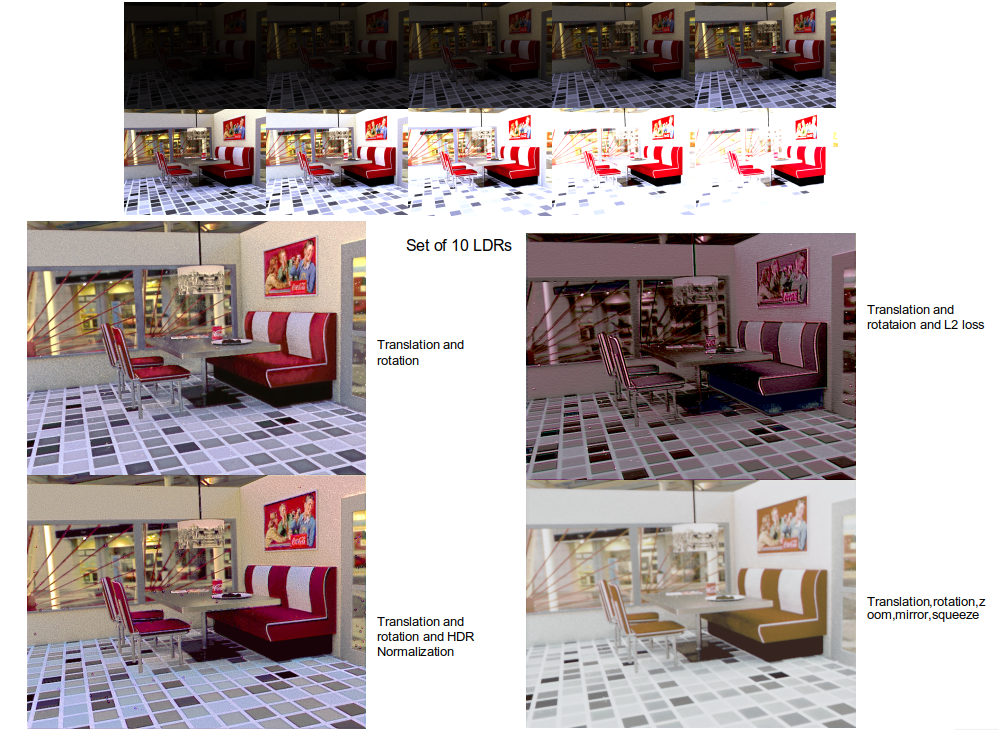 Set of 10 LDRs
Translation and
rotation
Translation and
rotataion and L2 loss
Translation and
rotation and HDR
Normalization
Translation,rotation,z
oom,mirror,squeeze